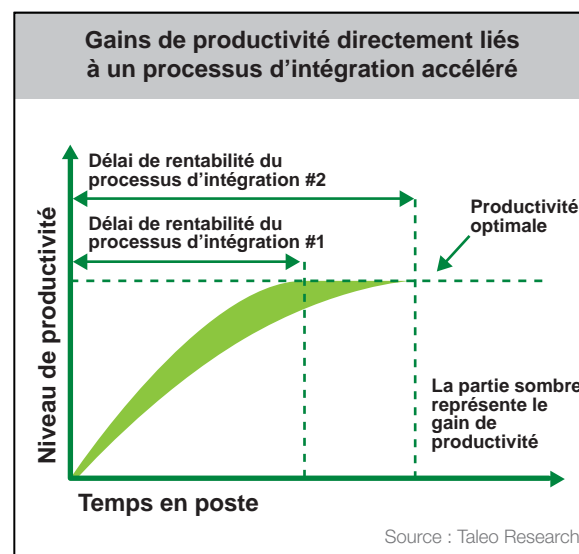 Gains de productivité directement liés
à un processus d’intégration accéléré
Délai de rentabilité du
processus d’intégration #2
Délai de rentabilité du
processus d’intégration #1
Productivité
optimale
Niveau de productivité
La partie sombre
représente le
gain de
productivité
Temps en poste
Source : Taleo Research